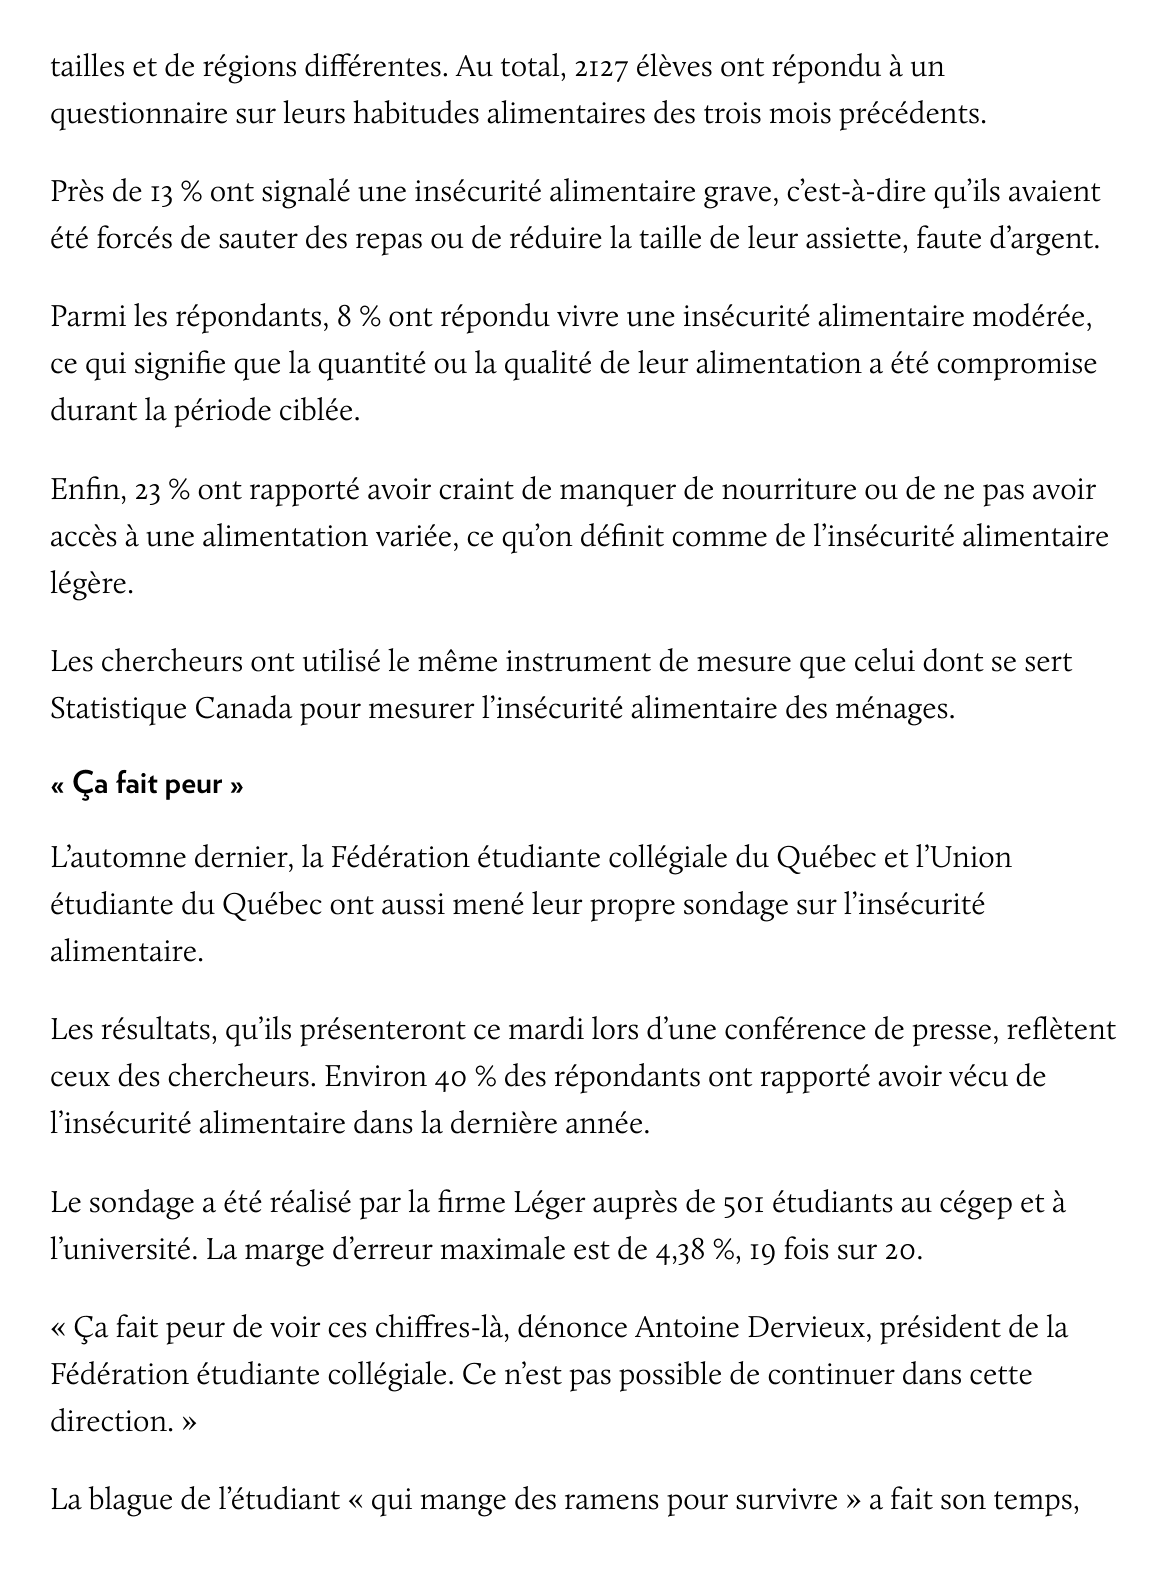 tailles et de régions différentes. Au total, 2127 élèves ont répondu à un
questionnaire sur leurs habitudes alimentaires des trois mois précédents.
Près de 13 % ont signalé une insécurité alimentaire grave, c’est-à-dire qu’ils avaient
été forcés de sauter des repas ou de réduire la taille de leur assiette, faute d’argent.
Parmi les répondants, 8 % ont répondu vivre une insécurité alimentaire modérée,
ce qui signifie que la quantité ou la qualité de leur alimentation a été compromise
durant la période ciblée.
Enfin, 23 % ont rapporté avoir craint de manquer de nourriture ou de ne pas avoir
accès à une alimentation variée, ce qu’on définit comme de l’insécurité alimentaire
légère.
Les chercheurs ont utilisé le même instrument de mesure que celui dont se sert
Statistique Canada pour mesurer l’insécurité alimentaire des ménages.
« Ça fait peur »
L’automne dernier, la Fédération étudiante collégiale du Québec et l’Union
étudiante du Québec ont aussi mené leur propre sondage sur l’insécurité
alimentaire.
Les résultats, qu’ils présenteront ce mardi lors d’une conférence de presse, reflètent
ceux des chercheurs. Environ 40 % des répondants ont rapporté avoir vécu de
l’insécurité alimentaire dans la dernière année.
Le sondage a été réalisé par la firme Léger auprès de 501 étudiants au cégep et à
l’université. La marge d’erreur maximale est de 4,38 %, 19 fois sur 20.
« Ça fait peur de voir ces chiffres-là, dénonce Antoine Dervieux, président de la
Fédération étudiante collégiale. Ce n’est pas possible de continuer dans cette
direction. »
La blague de l’étudiant « qui mange des ramens pour survivre » a fait son temps,